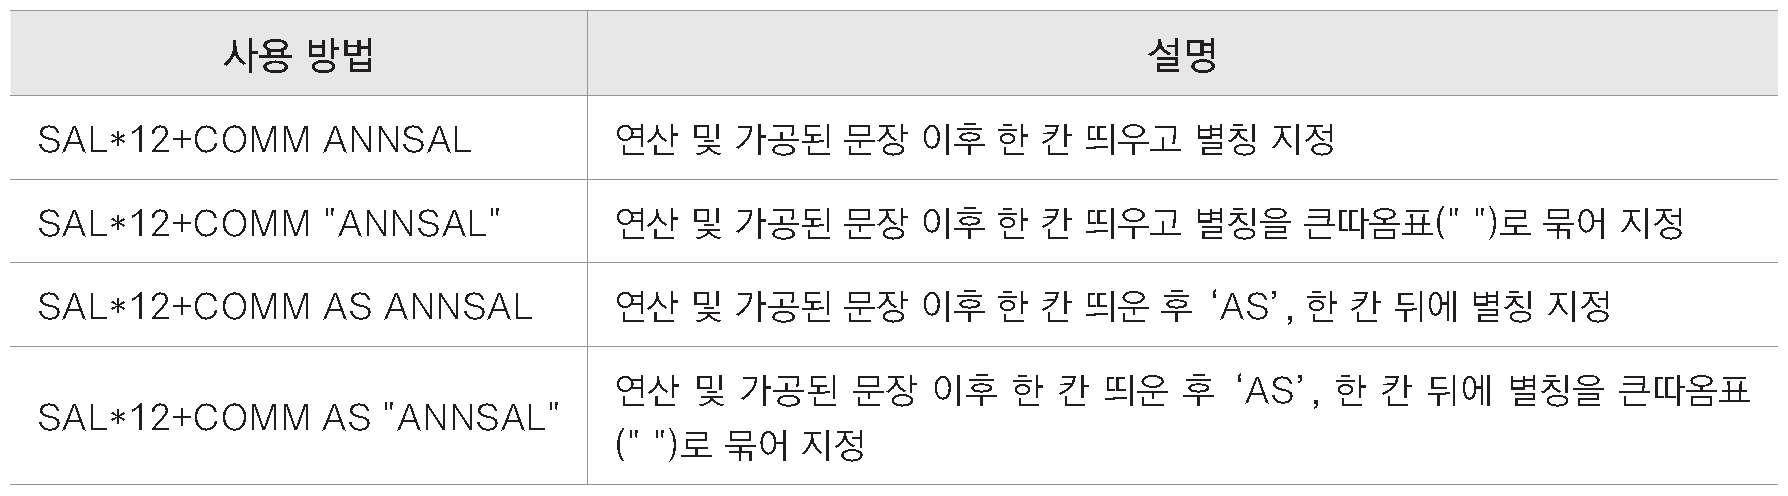 사용 방법 설명
SAL*12+COMM ANNSAL 연산 및 가공된 문장 이후 한 칸 띄우고 별칭 지정
SAL*12+COMM "ANNSAL" 연산 및 가공된 문장 이후 한 칸 띄우고 별칭을 큰따옴표(" ")로 묶어 지정
SAL*12+COMM AS ANNSAL 연산 및 가공된 문장 이후 한 칸 띄운 후 ‘AS’, 한 칸 뒤에 별칭 지정
SAL*12+COMM AS "ANNSAL" 연산 및 가공된 문장 이후 한 칸 띄운 후 ‘AS’, 한 칸 뒤에 별칭을 큰따옴표
(" ")로 묶어 지정